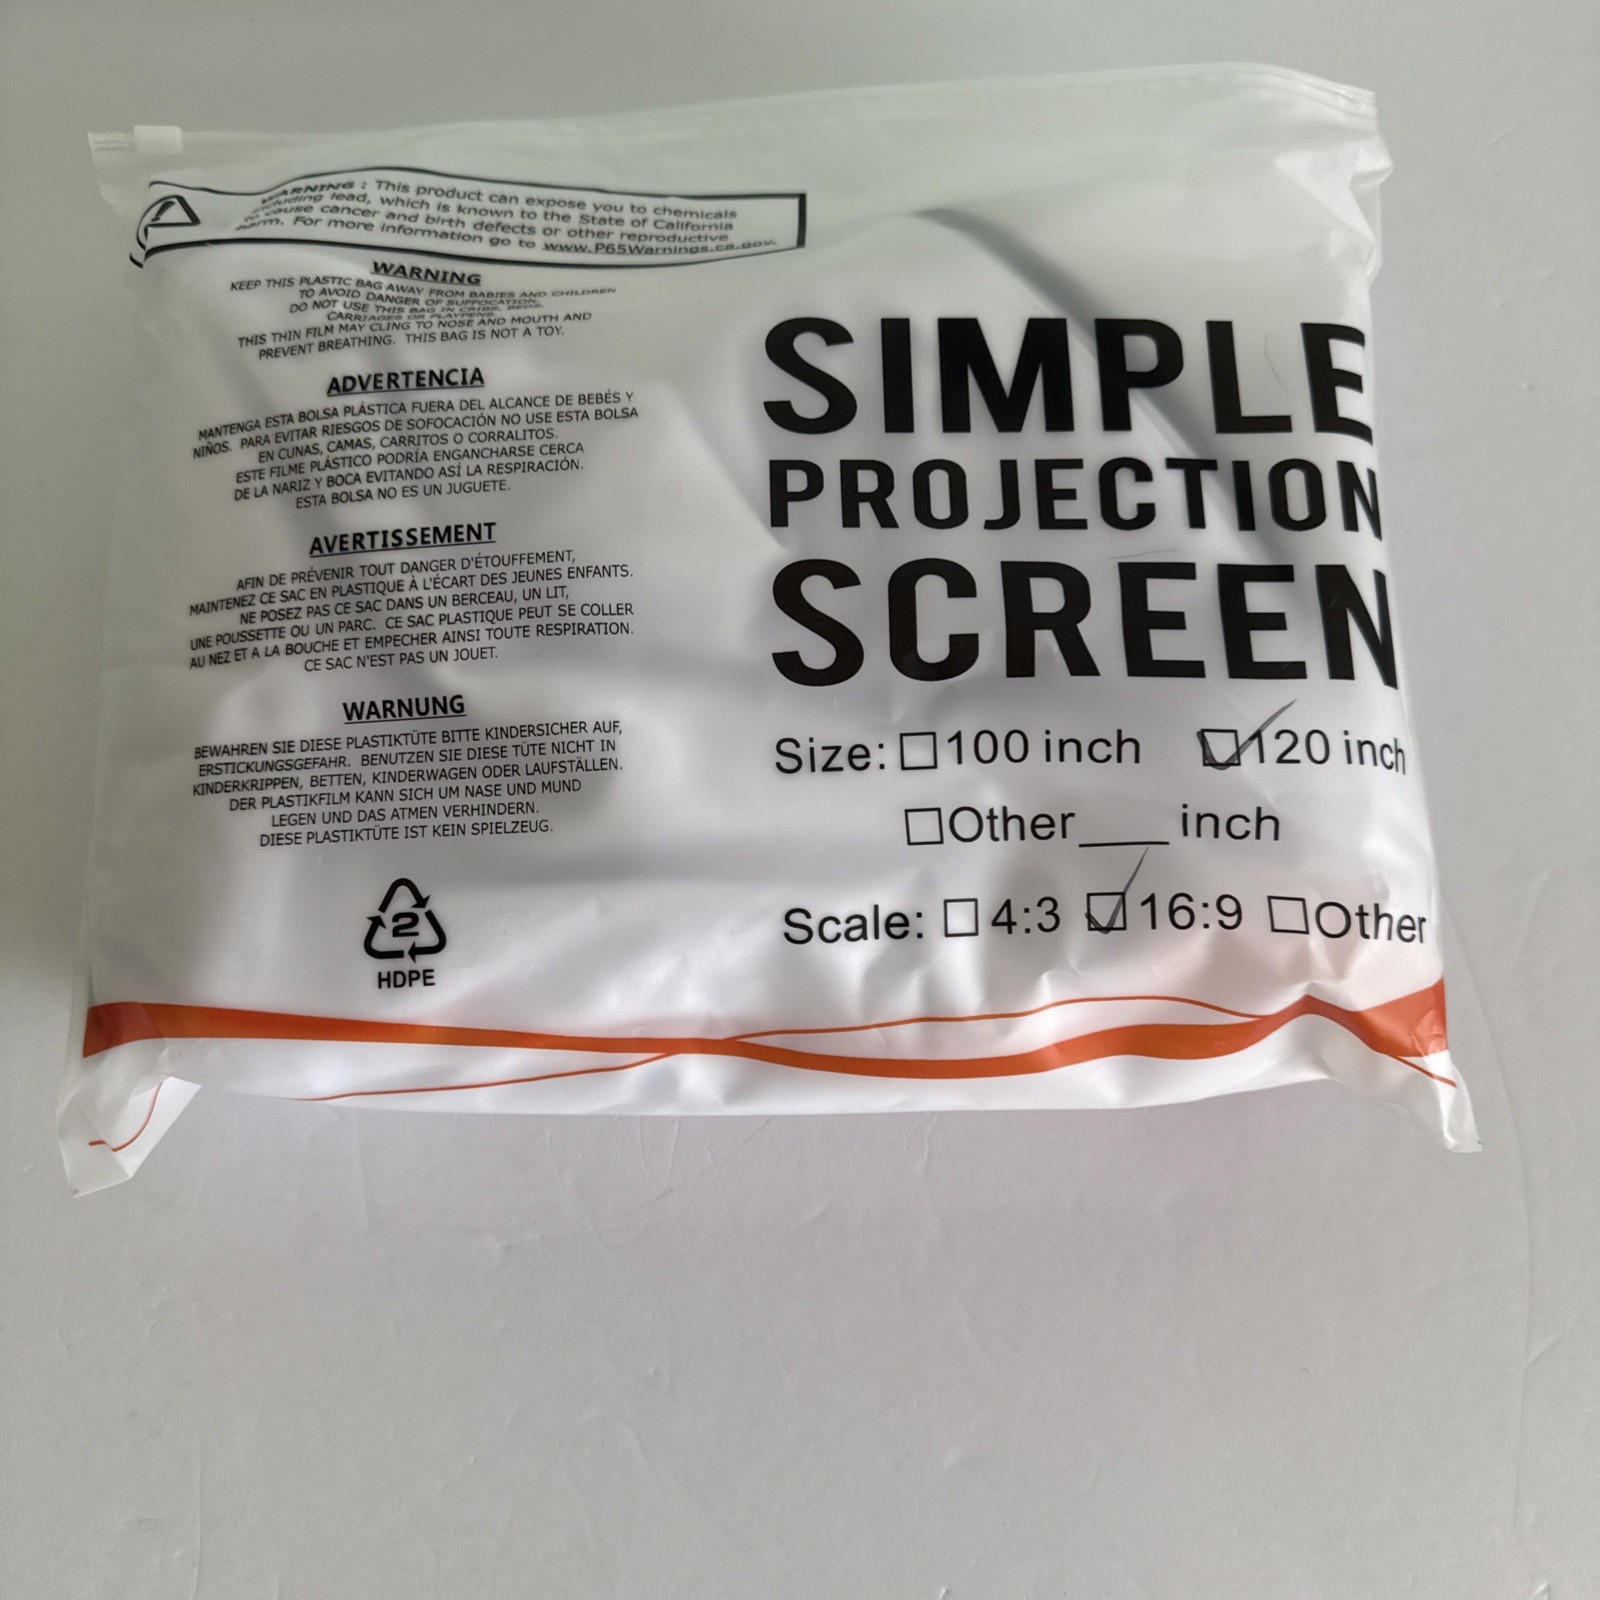 WARNING : This product can expose you to chemicals
including lead, which is known to the State of California
to cause cancer and birth defects or other reproductive
harm. For more information go to www.P65Warnings.ca.gov.
WARNING
KEEP THIS PLASTIC BAG AWAY FROM BABIES AND CHILDREN
TO AVOID DANGER OF SUFFOCATION.
DO NOT USE THIS BAG IN CRIBS, BEDS,
CARRIAGES OR PLAYPENS.
THIS THIN FILM MAY CLING TO NOSE AND MOUTH AND
PREVENT BREATHING. THIS BAG IS NOT A TOY.
ADVERTENCIA
MANTENGA ESTA BOLSA PLÁSTICA FUERA DEL ALCANCE DE BEBÉS Y
NIÑOS. PARA EVITAR RIESGOS DE SOFOCACIÓN NO USE ESTA BOLSA
EN CUNAS, CAMAS, CARRITOS O CORRALITOS.
ESTE FILME PLÁSTICO PODRÍA ENGANCHARSE CERCA
DE LA NARIZ Y BOCA EVITANDO ASÍ LA RESPIRACIÓN.
ESTA BOLSA NO ES UN JUGUETE.
AVERTISSEMENT
AFIN DE PRÉVENIR TOUT DANGER D'ÉTOUFFEMENT,
MAINTENEZ CE SAC EN PLASTIQUE À L'ÉCART DES JEUNES ENFANTS.
NE POSEZ PAS CE SAC DANS UN BERCEAU, UN LIT,
UNE POUSSETTE OU UN PARC. CE SAC PLASTIQUE PEUT SE COLLER
AU NEZ ET A LA BOUCHE ET EMPECHER AINSI TOUTE RESPIRATION.
CE SAC N'EST PAS UN JOUET.
WARNUNG
BEWAHREN SIE DIESE PLASTIKTÜTE BITTE KINDERSICHER AUF,
ERSTICKUNGSGEFAHR. BENUTZEN SIE DIESE TÜTE NICHT IN
KINDERKRIPPEN, BETTEN, KINDERWAGEN ODER LAUFSTÄLLEN.
DER PLASTIKFILM KANN SICH UM NASE UND MUND
LEGEN UND DAS ATMEN VERHINDERN.
DIESE PLASTIKTÜTE IST KEIN SPIELZEUG.
2
HDPE
SIMPLE
PROJECTION
SCREEN
Size: ☐100 inch ☑120 inch
☐Other___ inch
Scale: ☐4:3 ☑16:9 ☐Other